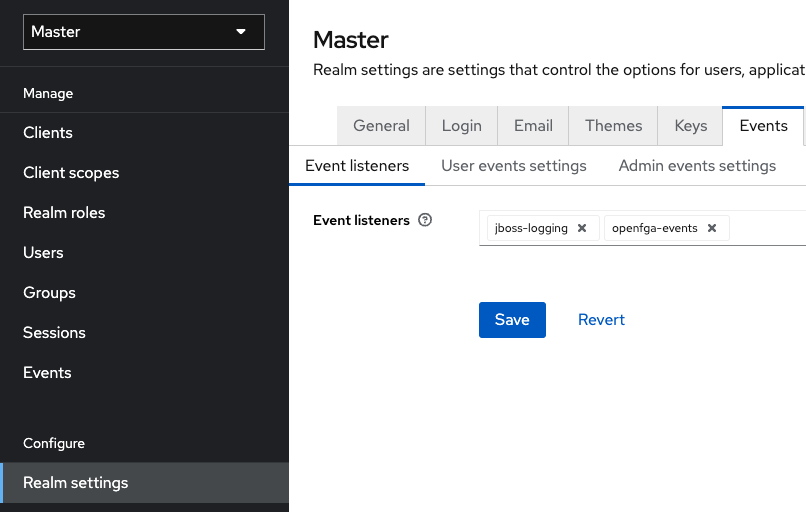 Master
Manage
Clients
Client scopes
Realm roles
Users
Groups
Sessions
Events
Configure
Realm settings
Master
Realm settings are settings that control the options for users, applicat
General Login Email Themes Keys Events
Event listeners User events settings Admin events settings
Event listeners ? jboss-logging openfga-events
Save Revert